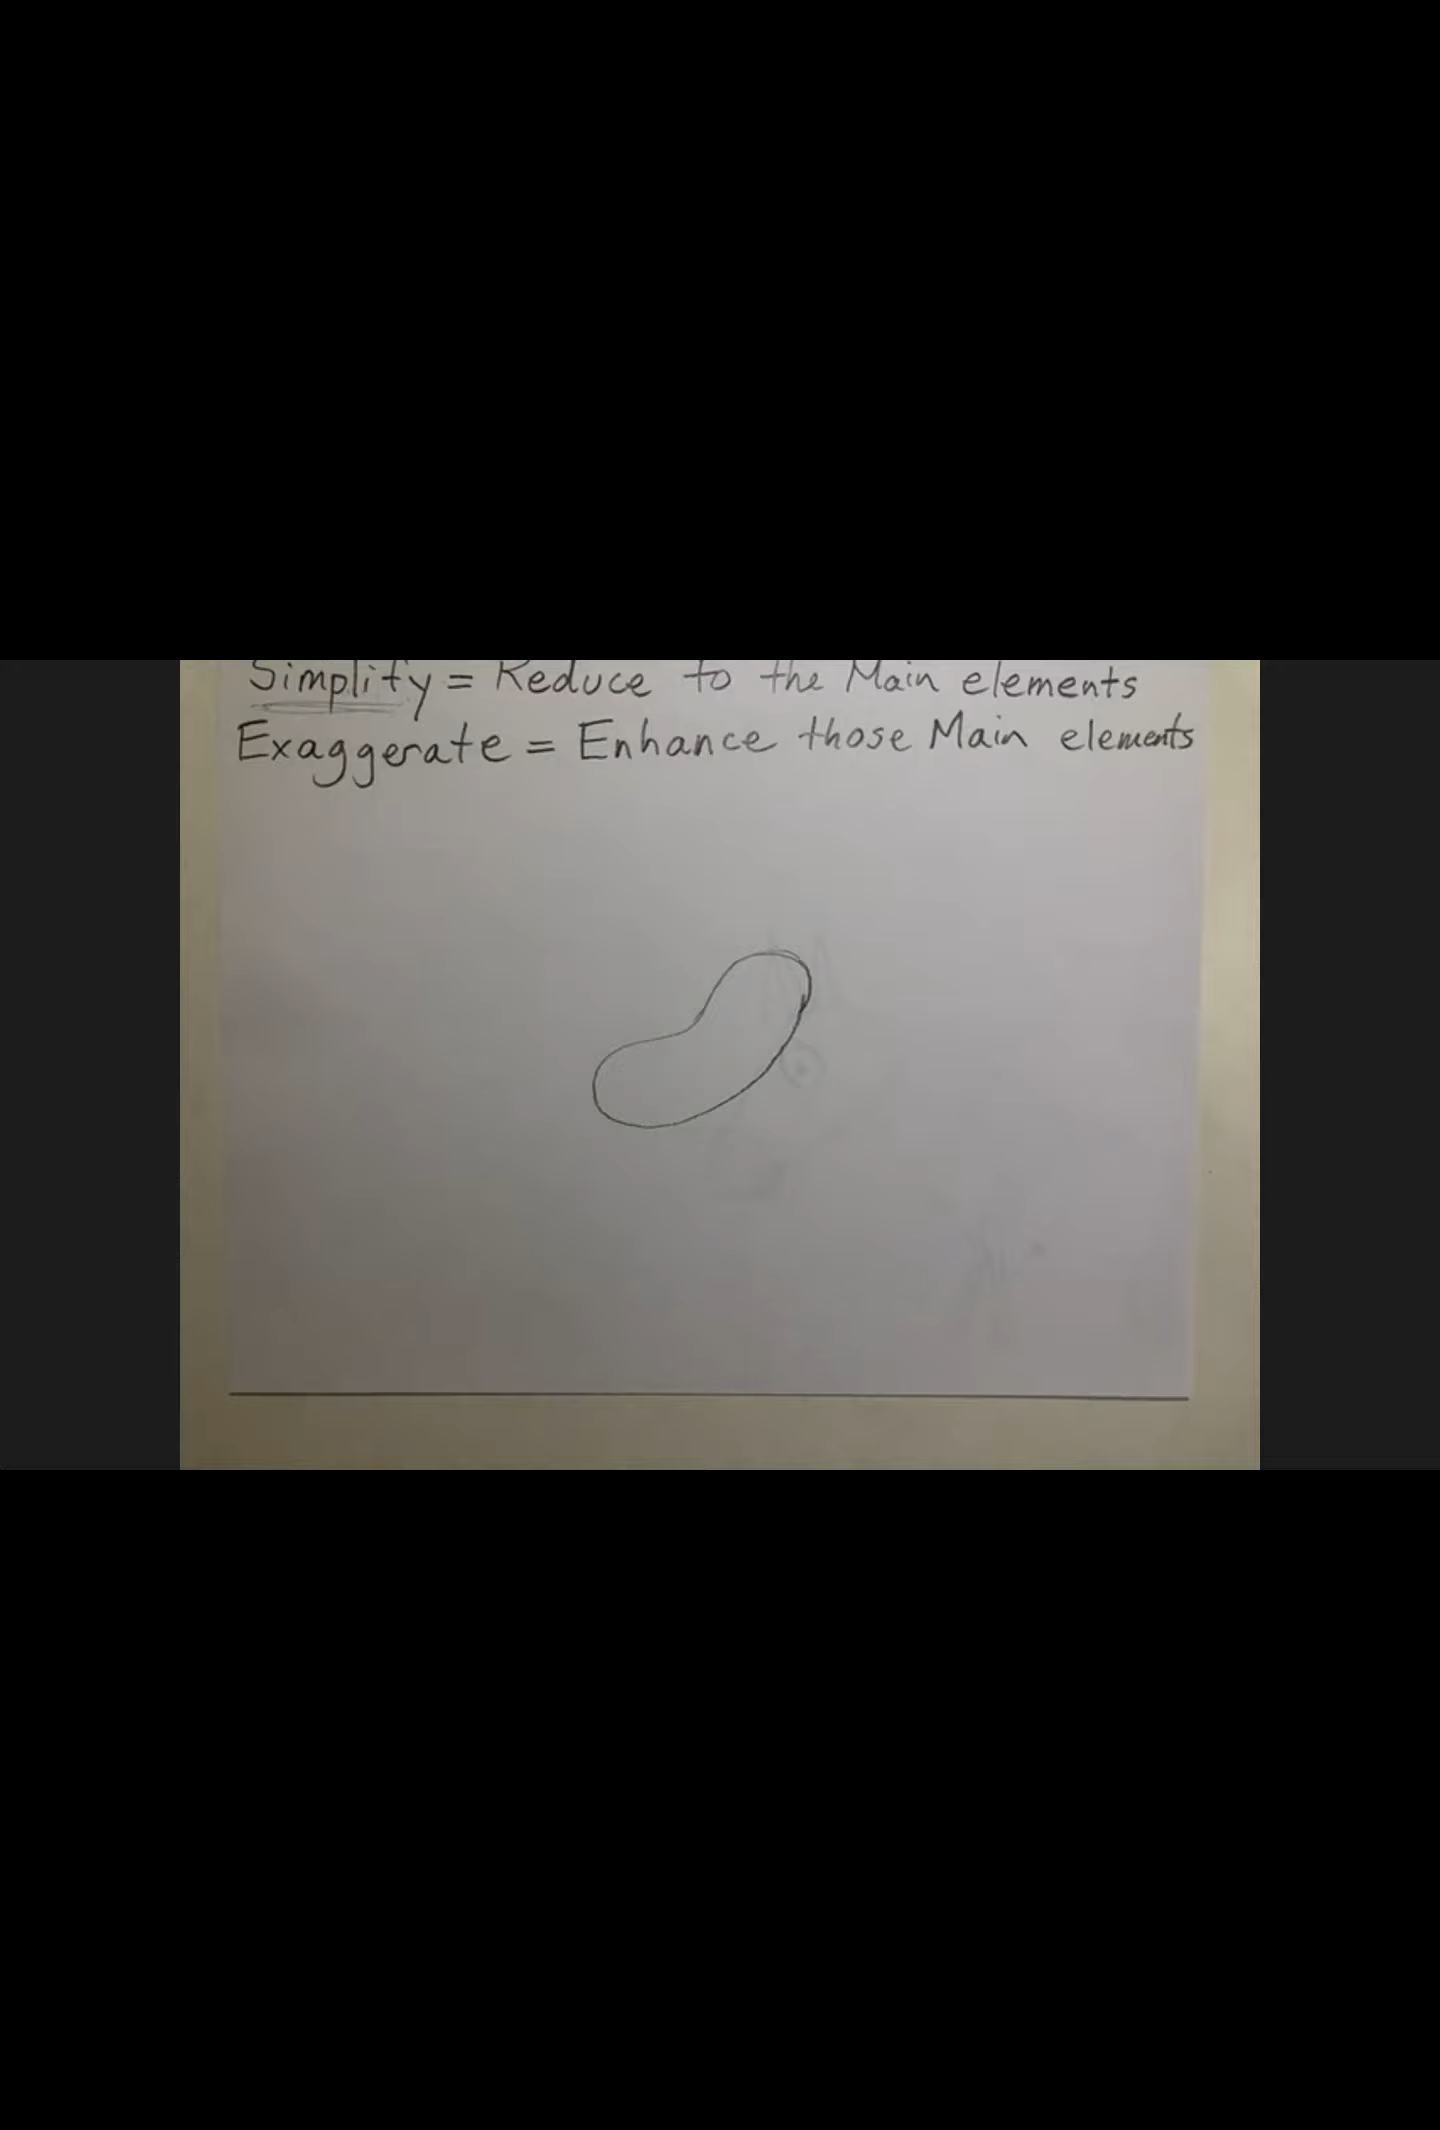 Simplify = Reduce to the Main elements
Exaggerate = Enhance those Main elements